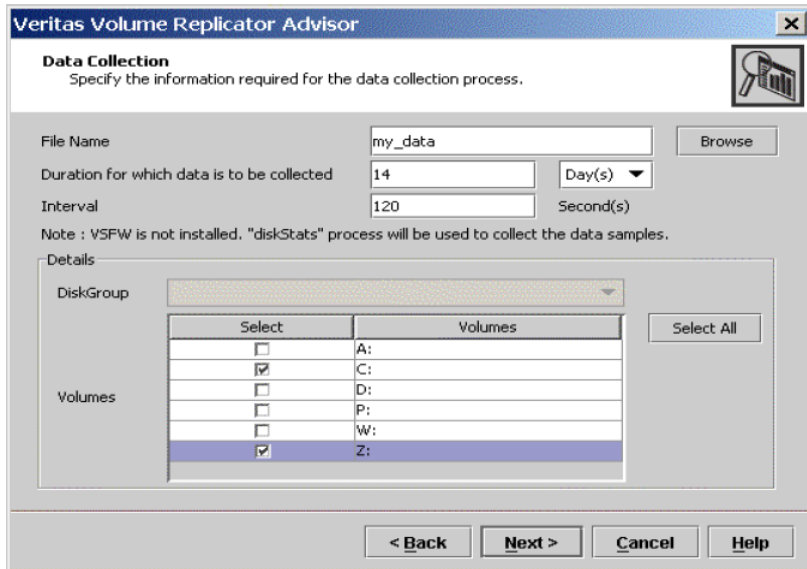 Veritas Volume Replicator Advisor
Data Collection
Specify the information required for the data collection process.
File Name my_data Browse
Duration for which data is to be collected 14 Day(s)
Interval 120 Second(s)
Note : VSFW is not installed. "diskStats" process will be used to collect the data samples.
Details
DiskGroup
Select Volumes Select All
A:
C:
D:
Volumes
P:
W:
Z:
< Back Next > Cancel Help